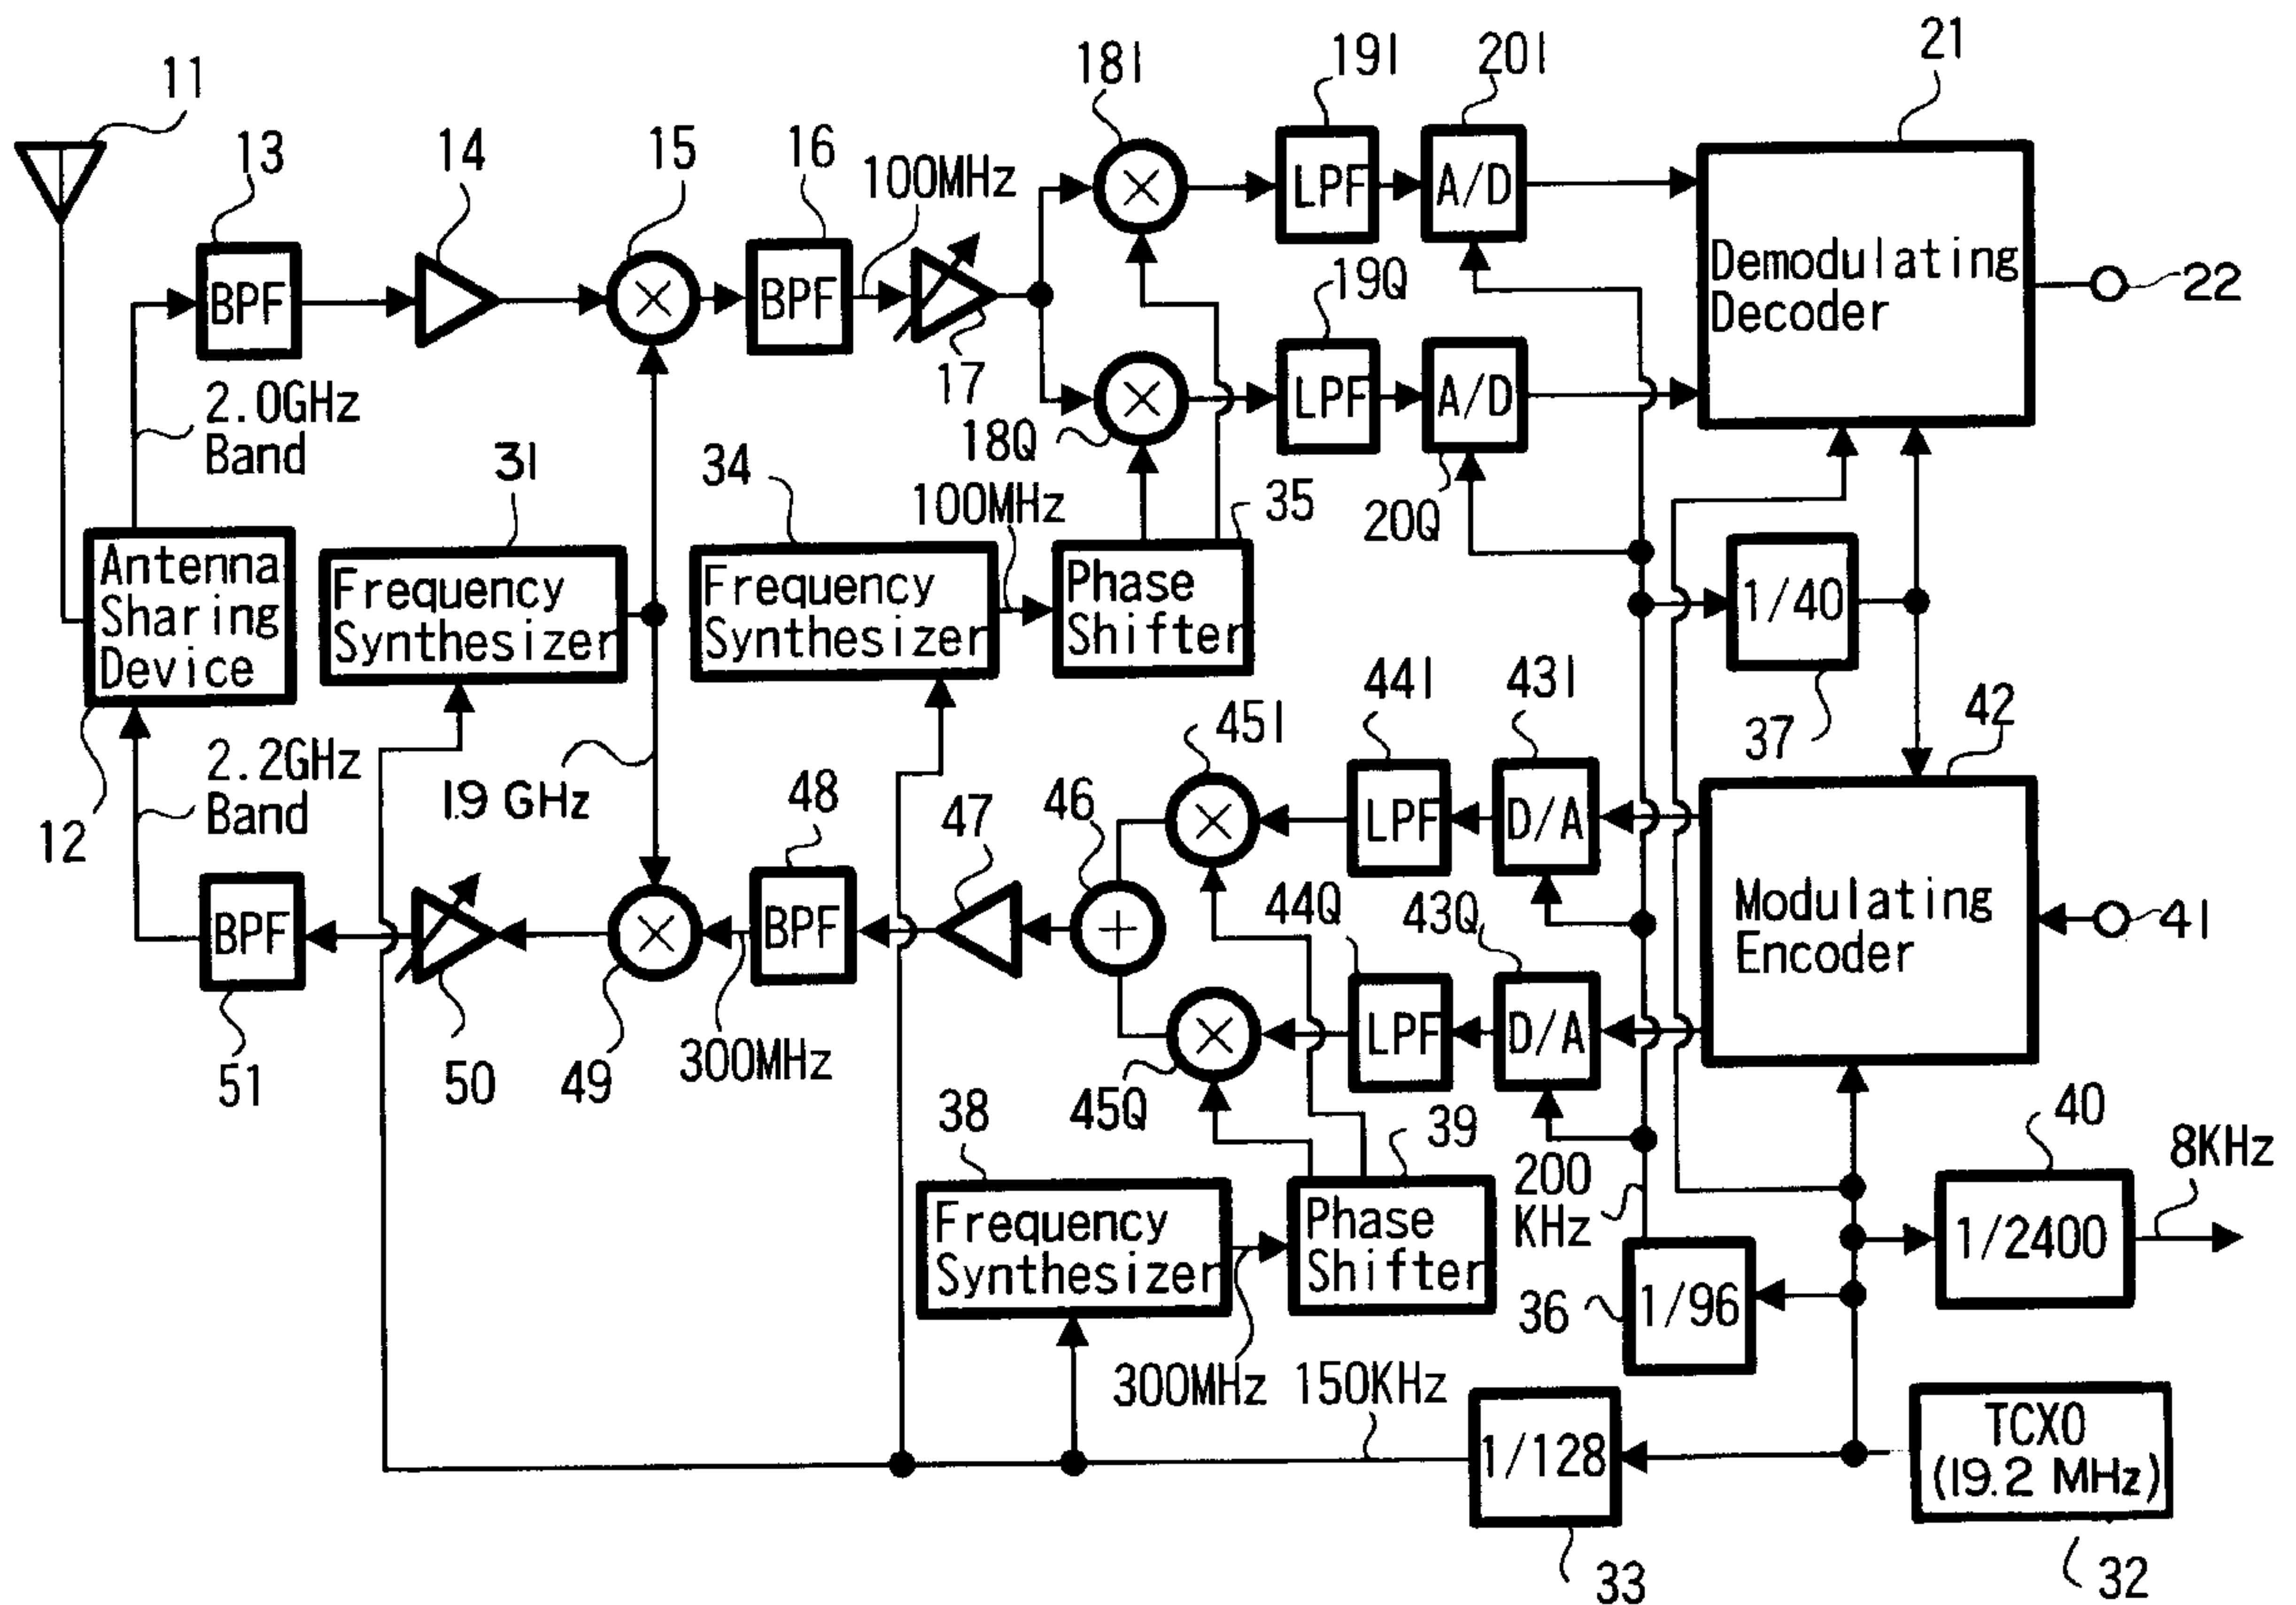 11
13
14
15
16
100MHz
18I
19I
20I
21
BPF
BPF
LPF
A/D
Demodulating
Decoder
22
17
18Q
19Q
LPF
A/D
20Q
2.0GHz
Band
31
34
100MHz
35
Antenna
Sharing
Device
12
Frequency
Synthesizer
Frequency
Synthesizer
Phase
Shifter
1/40
37
42
2.2GHz
Band
1.9 GHz
48
47
46
45I
44I
43I
LPF
D/A
Modulating
Encoder
41
BPF
51
50
49
300MHz
BPF
45Q
44Q
43Q
LPF
D/A
38
39
200
KHz
40
8KHz
Frequency
Synthesizer
Phase
Shifter
1/2400
36
1/96
300MHz
150KHz
1/128
33
TCXO
(19.2 MHz)
32